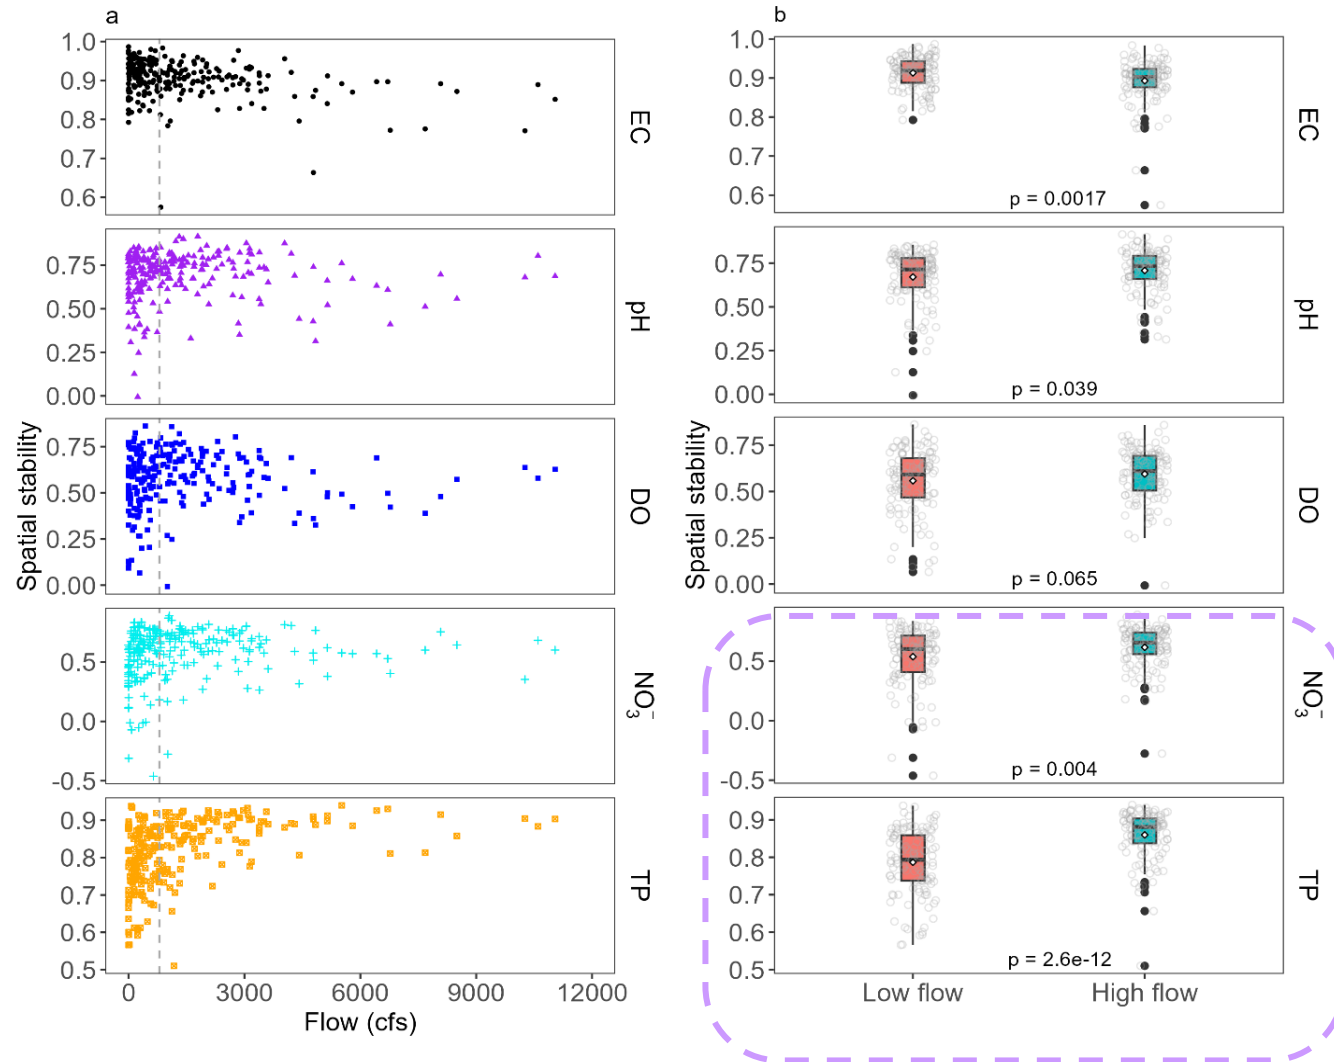 a
1.0
0.9
0.8
0.7
0.6
EC
0.75
0.50
0.25
0.00
pH
0.75
0.50
0.25
0.00
DO
0.5
0.0
-0.5
NO₃⁻
0.9
0.8
0.7
0.6
0.5
TP
Spatial stability
0 3000 6000 9000 12000
Flow (cfs)
b
1.0
0.9
0.8
0.7
0.6
p = 0.0017
EC
0.75
0.50
0.25
0.00
p = 0.039
pH
0.75
0.50
0.25
0.00
p = 0.065
DO
0.5
0.0
-0.5
p = 0.004
NO₃⁻
0.9
0.8
0.7
0.6
0.5
p = 2.6e-12
TP
Spatial stability
Low flow High flow